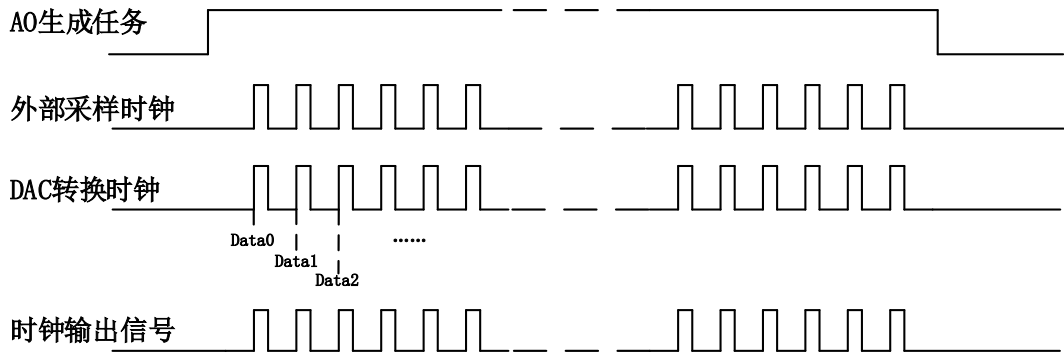 AO生成任务
外部采样时钟
DAC转换时钟
Data0
Data1
Data2
……
时钟输出信号